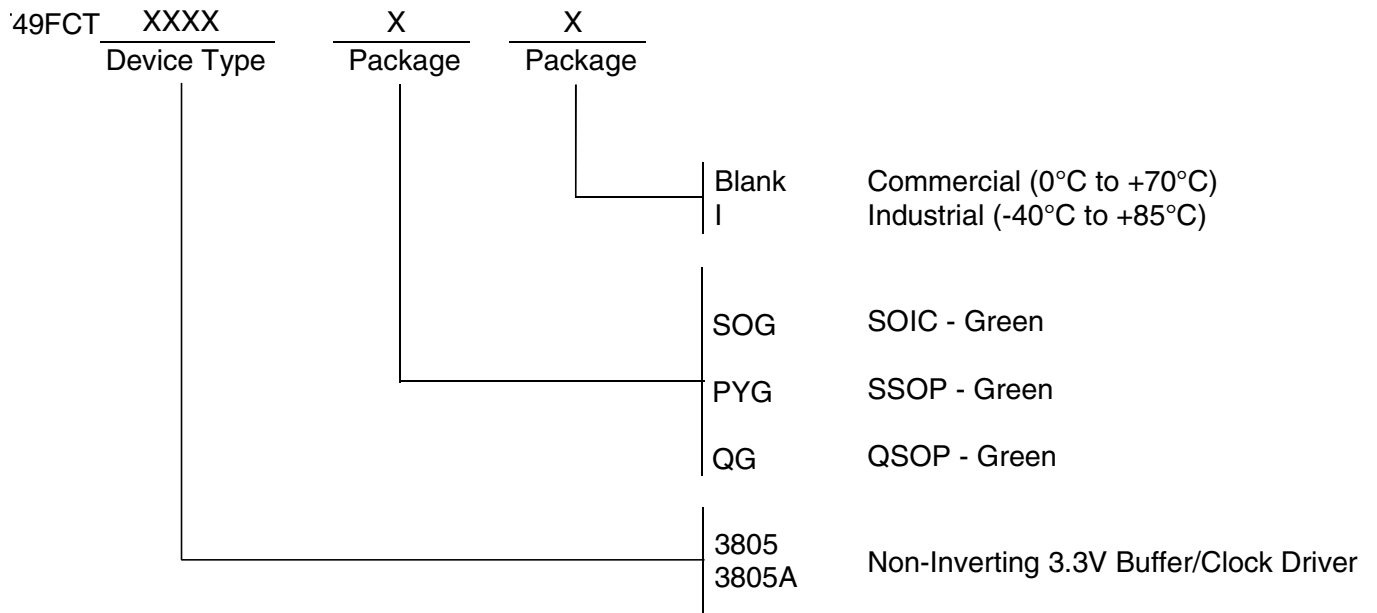 49FCT XXXX X X
Device Type Package Package
Blank Commercial (0°C to +70°C)
I Industrial (-40°C to +85°C)
SOG SOIC - Green
PYG SSOP - Green
QG QSOP - Green
3805
3805A
Non-Inverting 3.3V Buffer/Clock Driver